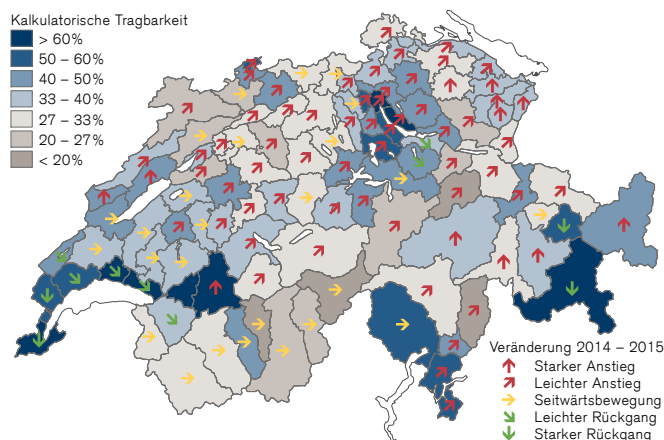 Kalkulatorische Tragbarkeit
> 60%
50 – 60%
40 – 50%
33 – 40%
27 – 33%
20 – 27%
< 20%
Veränderung 2014 – 2015
Starker Anstieg
Leichter Anstieg
Seitwärtsbewegung
Leichter Rückgang
Starker Rückgang